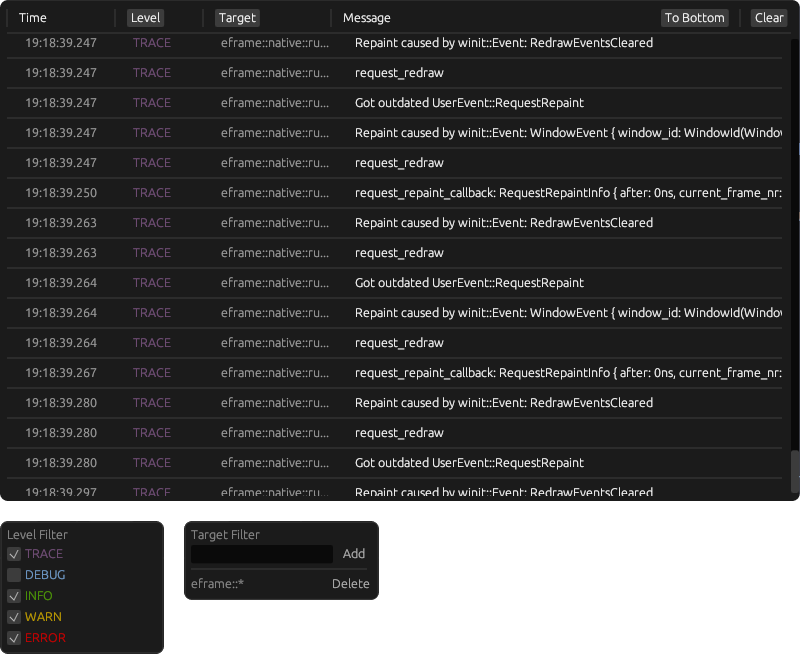 Time Level Target Message To Bottom Clear
19:18:39.247 TRACE eframe::native::ru... Repaint caused by winit::Event: RedrawEventsCleared
19:18:39.247 TRACE eframe::native::ru... request_redraw
19:18:39.247 TRACE eframe::native::ru... Got outdated UserEvent::RequestRepaint
19:18:39.247 TRACE eframe::native::ru... Repaint caused by winit::Event: WindowEvent { window_id: WindowId(Window
19:18:39.247 TRACE eframe::native::ru... request_redraw
19:18:39.250 TRACE eframe::native::ru... request_repaint_callback: RequestRepaintInfo { after: 0ns, current_frame_nr:
19:18:39.263 TRACE eframe::native::ru... Repaint caused by winit::Event: RedrawEventsCleared
19:18:39.263 TRACE eframe::native::ru... request_redraw
19:18:39.264 TRACE eframe::native::ru... Got outdated UserEvent::RequestRepaint
19:18:39.264 TRACE eframe::native::ru... Repaint caused by winit::Event: WindowEvent { window_id: WindowId(Window
19:18:39.264 TRACE eframe::native::ru... request_redraw
19:18:39.267 TRACE eframe::native::ru... request_repaint_callback: RequestRepaintInfo { after: 0ns, current_frame_nr:
19:18:39.280 TRACE eframe::native::ru... Repaint caused by winit::Event: RedrawEventsCleared
19:18:39.280 TRACE eframe::native::ru... request_redraw
19:18:39.280 TRACE eframe::native::ru... Got outdated UserEvent::RequestRepaint
19:18:39.297 TRACE eframe::native::ru... Repaint caused by winit::Event: RedrawEventsCleared
Level Filter
TRACE
DEBUG
INFO
WARN
ERROR
Target Filter
Add
eframe::* Delete